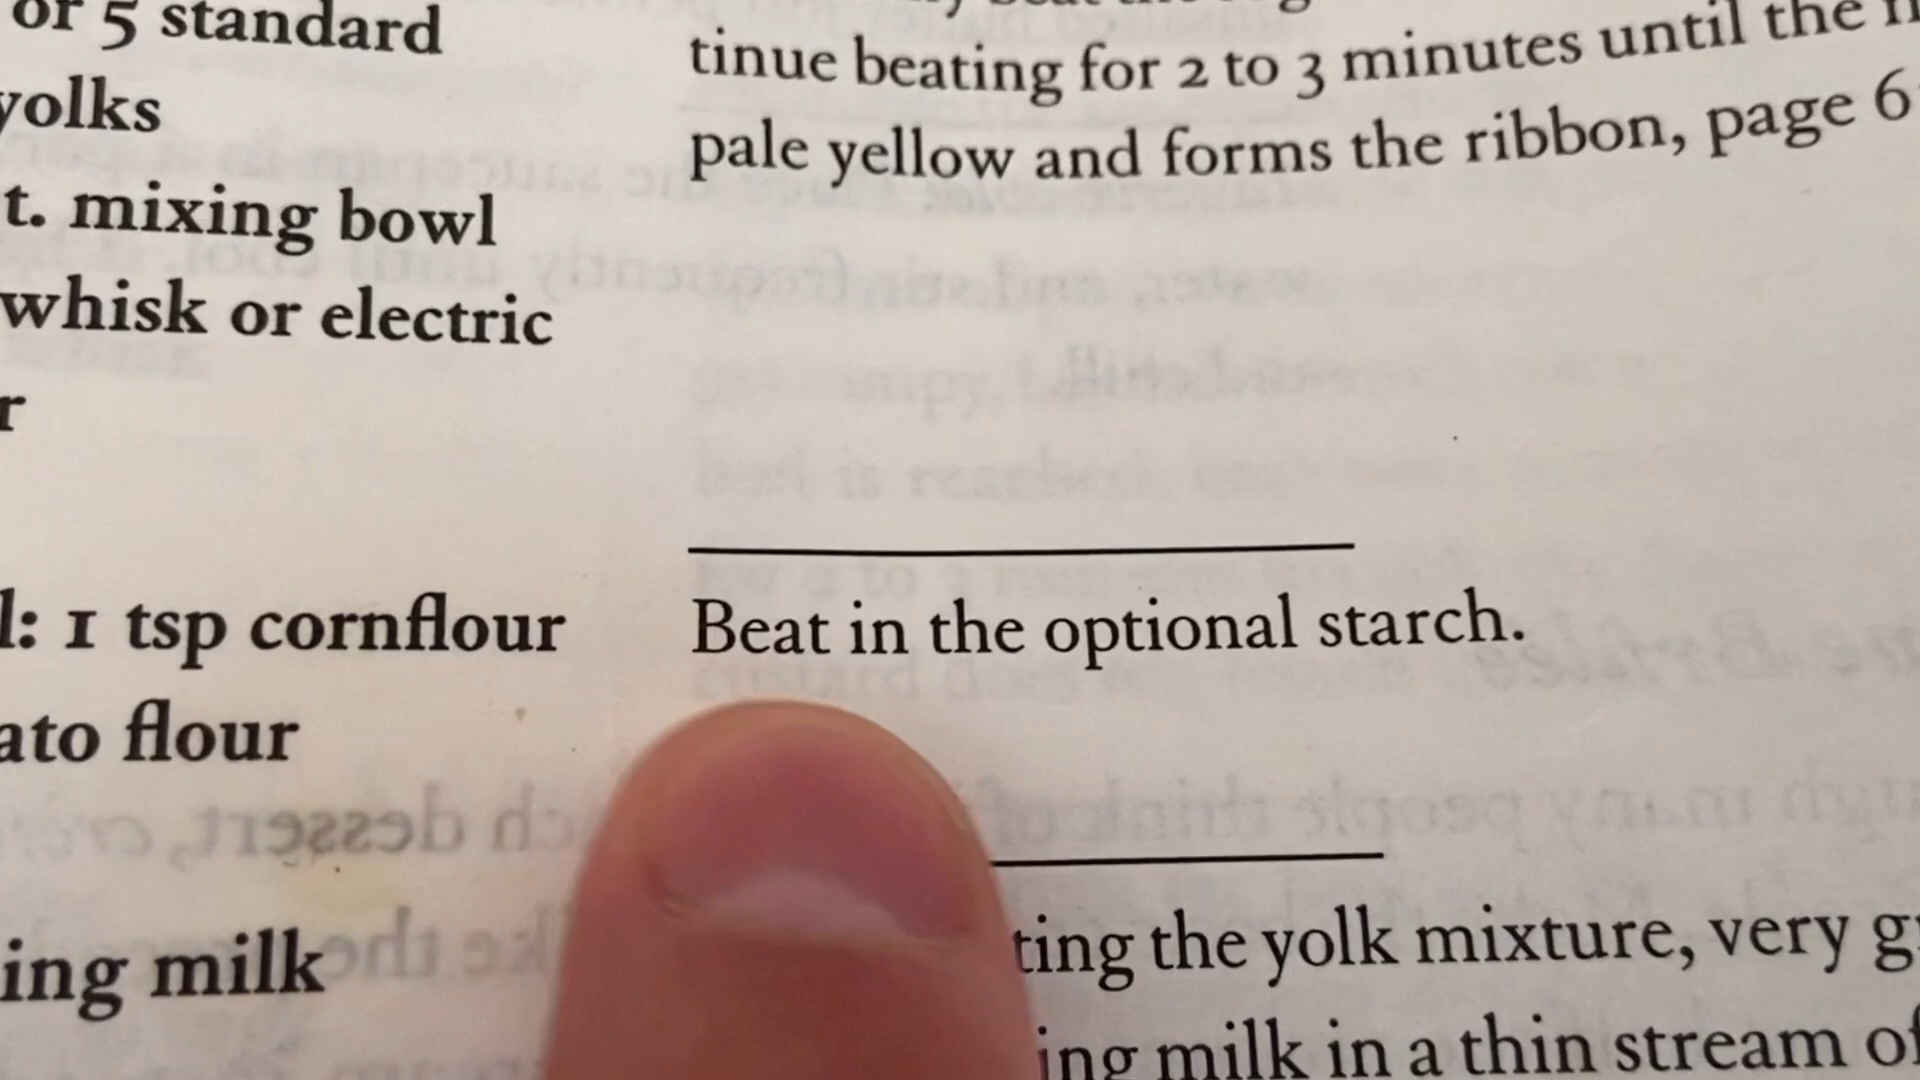 or 5 standard
yolks
t. mixing bowl
whisk or electric
r
tinue beating for 2 to 3 minutes until the
pale yellow and forms the ribbon, page 6
l: 1 tsp cornflour
ato flour
Beat in the optional starch.
ing milk
ting the yolk mixture, very g
ing milk in a thin stream of